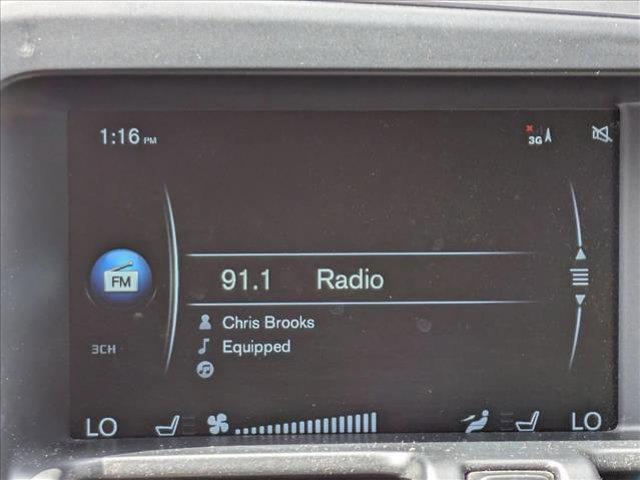 1:16 PM
3G
FM
91.1 Radio
Chris Brooks
3CH
Equipped
LO LO